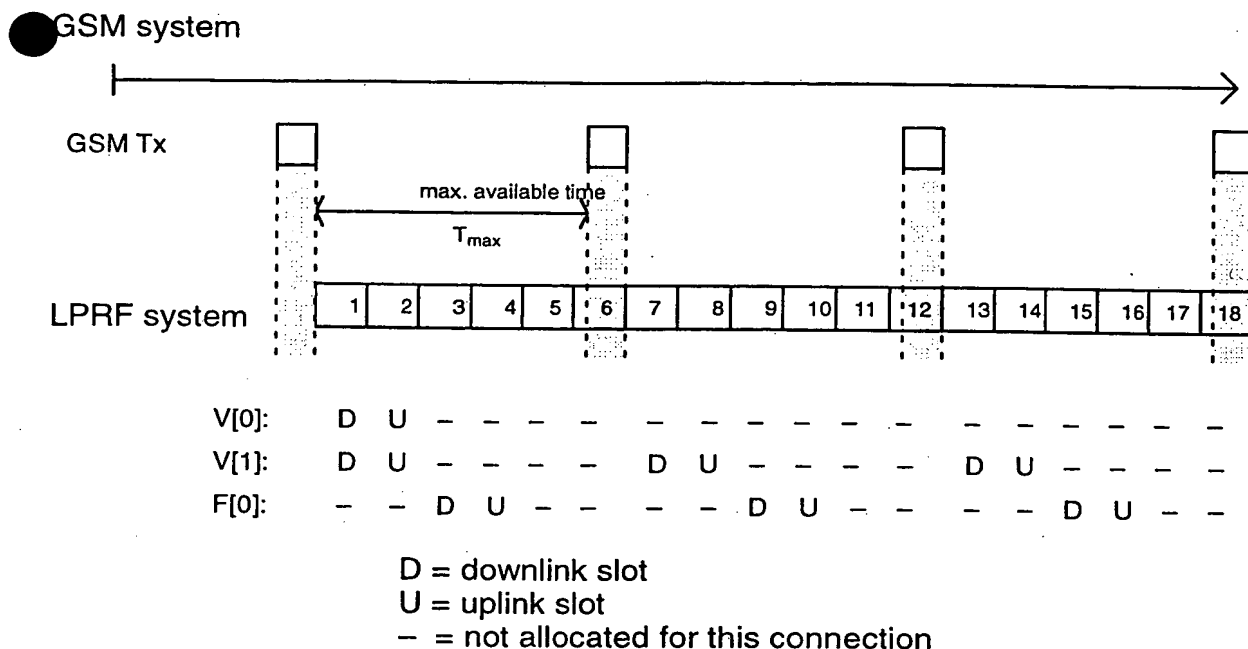 GSM system
GSM Tx
max. available time
Tmax
LPRF system 1 2 3 4 5 6 7 8 9 10 11 12 13 14 15 16 17 18
V[0]: D U – – – – – – – – – – – – – – – –
V[1]: D U – – – – D U – – – – D U – – – –
F[0]: – – D U – – – – D U – – – – D U – –
D = downlink slot
U = uplink slot
– = not allocated for this connection